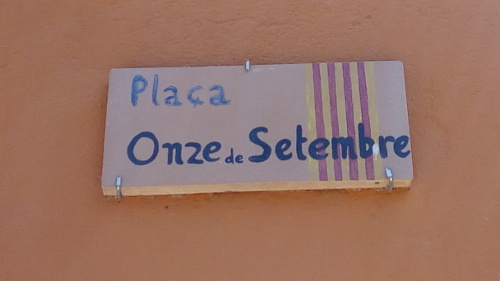 Plaça
Onze de Setembre